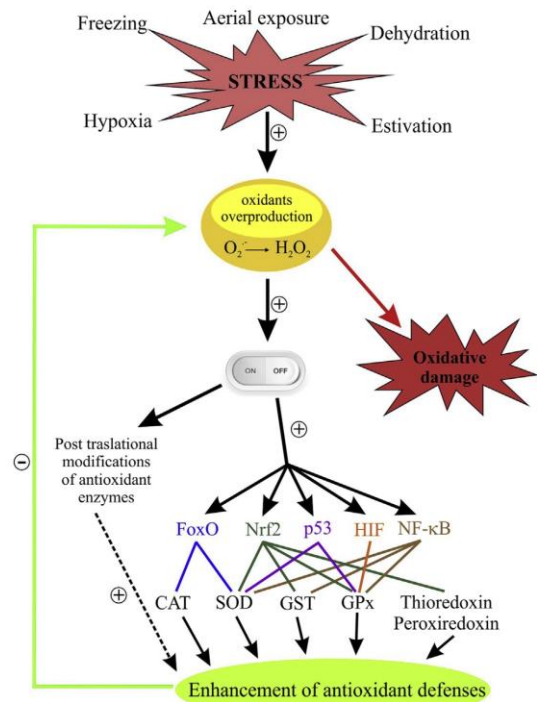 Freezing
Aerial exposure
Dehydration
STRESS
Hypoxia
Estivation
+
oxidants
overproduction
O₂˙⁻ → H₂O₂
+
Oxidative
damage
ON OFF
+
Post traslational
modifications
of antioxidant
enzymes
−
FoxO Nrf2 p53 HIF NF-κB
+
CAT SOD GST GPx Thioredoxin
Peroxiredoxin
Enhancement of antioxidant defenses